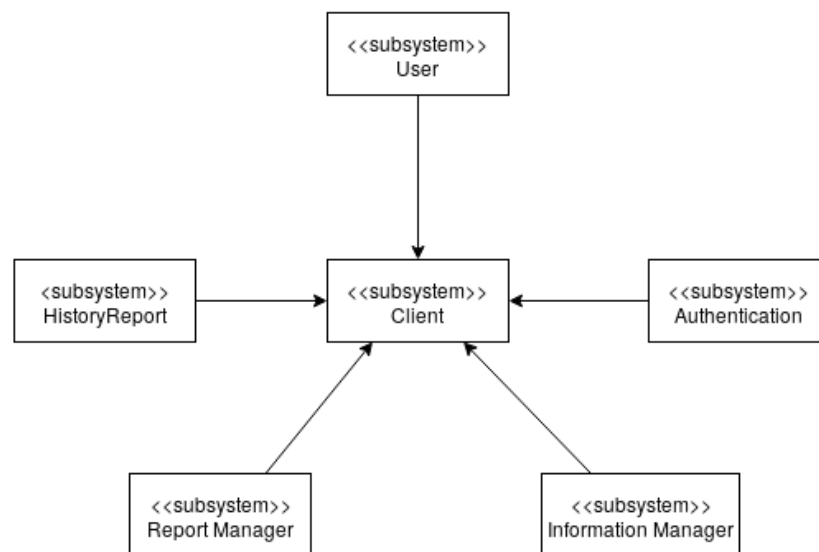 <<subsystem>>
User
<subsystem>>
HistoryReport
<<subsystem>>
Client
<<subsystem>>
Authentication
<<subsystem>>
Report Manager
<<subsystem>>
Information Manager